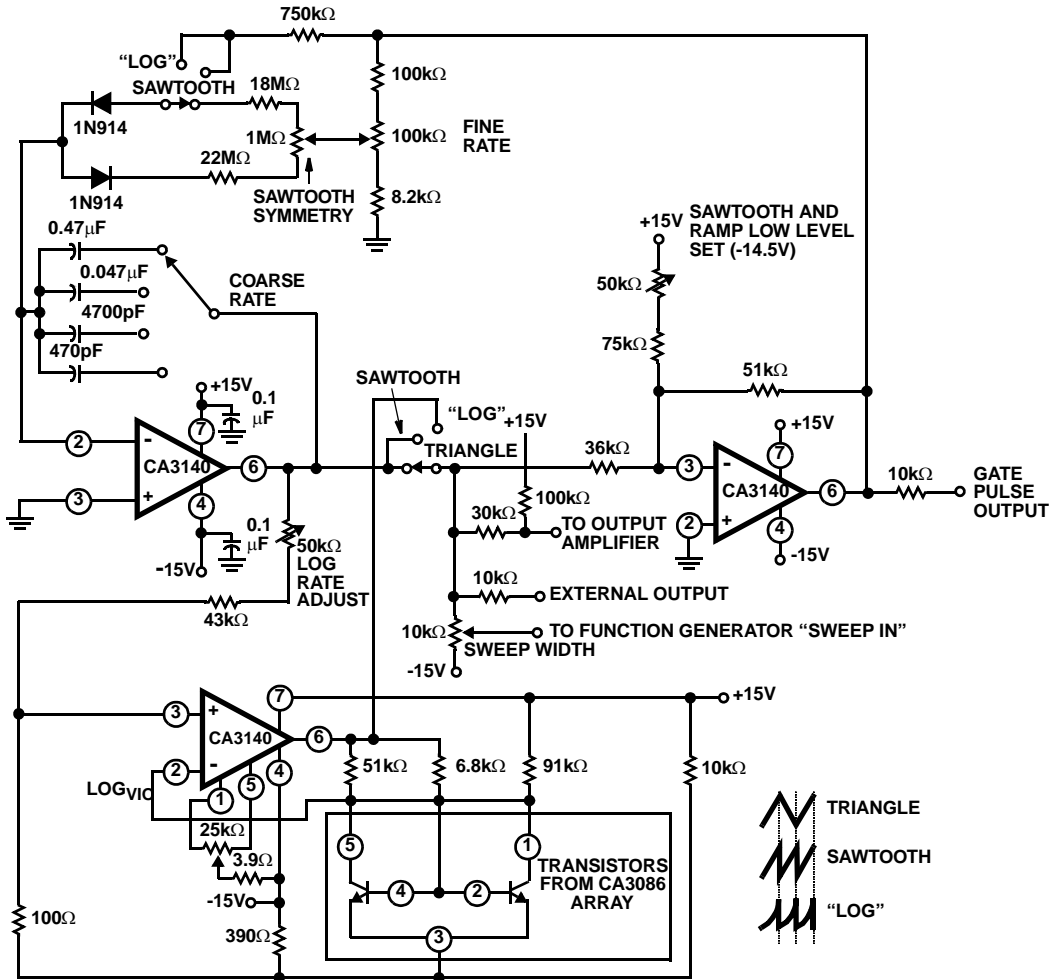 750kΩ
“LOG”
SAWTOOTH
18MΩ
100kΩ
1N914
1MΩ
100kΩ
FINE
RATE
22MΩ
1N914
SAWTOOTH
SYMMETRY
8.2kΩ
0.47μF
0.047μF
4700pF
470pF
COARSE
RATE
+15V
SAWTOOTH AND
RAMP LOW LEVEL
SET (-14.5V)
50kΩ
75kΩ
51kΩ
+15V
0.1
μF
7
2
-
CA3140
6
3
+
4
0.1
μF
-15V
50kΩ
LOG
RATE
ADJUST
43kΩ
SAWTOOTH
“LOG”
+15V
TRIANGLE
36kΩ
100kΩ
30kΩ
TO OUTPUT
AMPLIFIER
10kΩ
EXTERNAL OUTPUT
10kΩ
TO FUNCTION GENERATOR “SWEEP IN”
SWEEP WIDTH
-15V
+15V
7
3
-
CA3140
6
2
+
4
-15V
10kΩ
GATE
PULSE
OUTPUT
7
+15V
3
+
CA3140
6
2
-
4
5
1
LOGVIO
25kΩ
3.9Ω
-15V
390Ω
100Ω
51kΩ
6.8kΩ
91kΩ
10kΩ
5
1
4
2
3
TRANSISTORS
FROM CA3086
ARRAY
TRIANGLE
SAWTOOTH
“LOG”